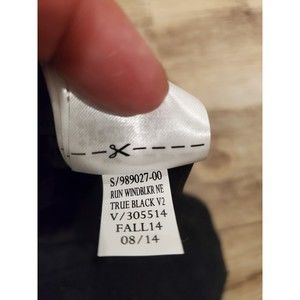 S/989027-00
RUN WINDBLKR NE
TRUE BLACK V2
V/305514
FALL14
08/14